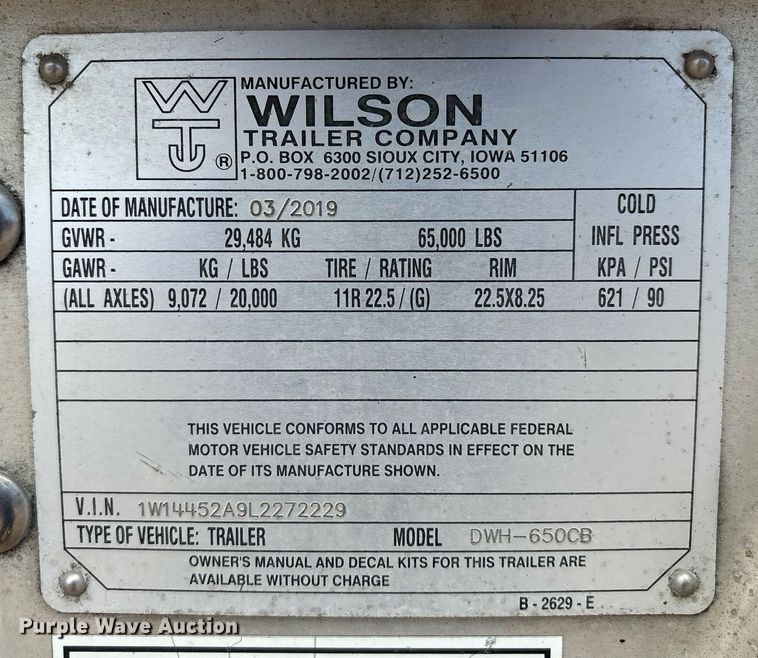 MANUFACTURED BY:
WILSON
TRAILER COMPANY
P.O. BOX 6300 SIOUX CITY, IOWA 51106
1-800-798-2002/(712)252-6500
WT®
DATE OF MANUFACTURE: 03/2019
COLD
INFL PRESS
KPA / PSI
GVWR - 29,484 KG 65,000 LBS
GAWR - KG / LBS TIRE / RATING RIM
(ALL AXLES) 9,072 / 20,000 11R 22.5 / (G) 22.5X8.25 621 / 90
THIS VEHICLE CONFORMS TO ALL APPLICABLE FEDERAL
MOTOR VEHICLE SAFETY STANDARDS IN EFFECT ON THE
DATE OF ITS MANUFACTURE SHOWN.
V.I.N. 1W14452A9L2272229
TYPE OF VEHICLE: TRAILER MODEL DWH-650CB
OWNER'S MANUAL AND DECAL KITS FOR THIS TRAILER ARE
AVAILABLE WITHOUT CHARGE
B - 2629 - E
Purple Wave Auction